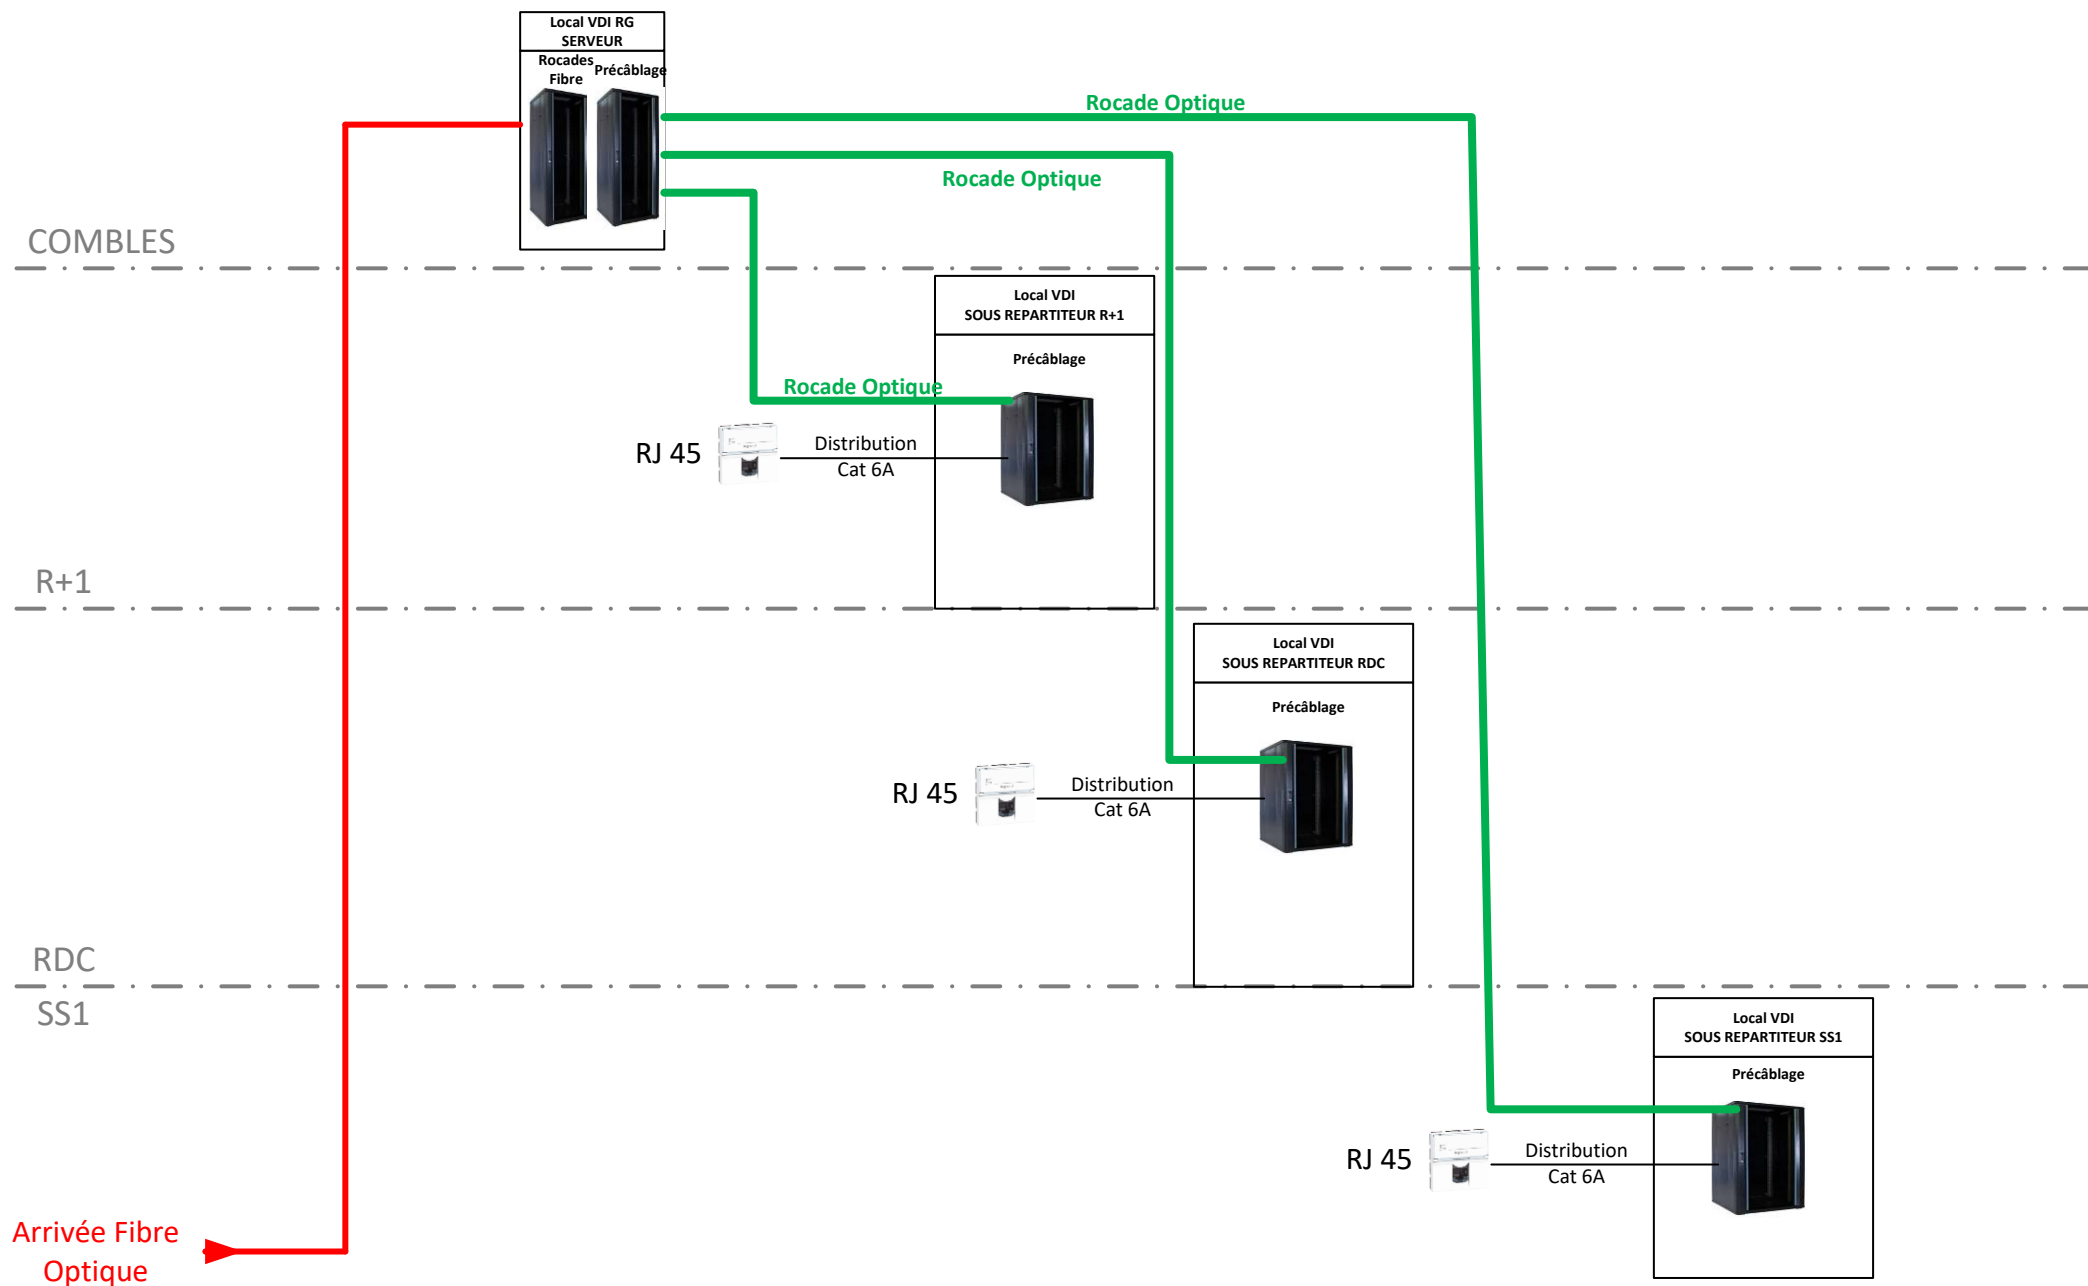 Local VDI RG
SERVEUR
Rocades
Fibre
Précâblage
Rocade Optique
Rocade Optique
COMBLES
Local VDI
SOUS REPARTITEUR R+1
Précâblage
Rocade Optique
RJ 45
Distribution
Cat 6A
R+1
Local VDI
SOUS REPARTITEUR RDC
Précâblage
RJ 45
Distribution
Cat 6A
RDC
SS1
Local VDI
SOUS REPARTITEUR SS1
Précâblage
RJ 45
Distribution
Cat 6A
Arrivée Fibre
Optique